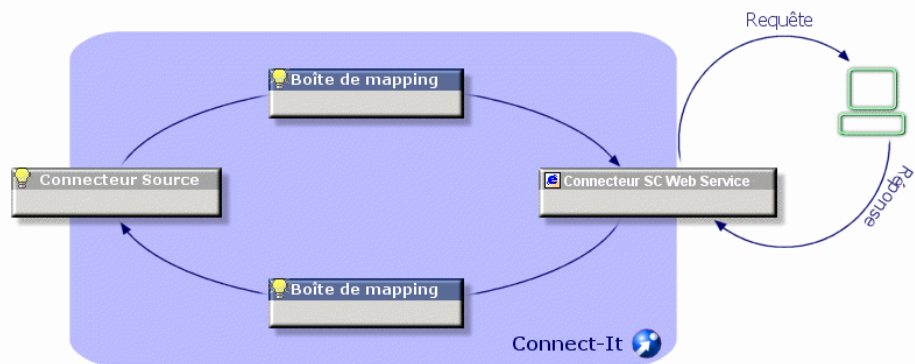 Requête
Boîte de mapping
Connecteur Source
Connecteur SC Web Service
Réponse
Boîte de mapping
Connect-It